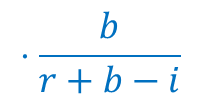 · b / (r + b − i)